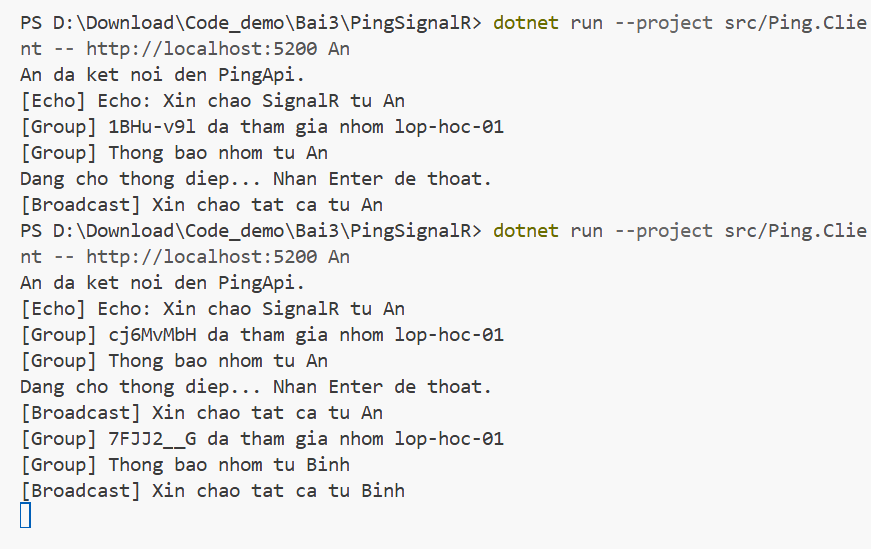 PS D:\Download\Code_demo\Bai3\PingSignalR> dotnet run --project src/Ping.Clie
nt -- http://localhost:5200 An
An da ket noi den PingApi.
[Echo] Echo: Xin chao SignalR tu An
[Group] 1BHu-v9l da tham gia nhom lop-hoc-01
[Group] Thong bao nhom tu An
Dang cho thong diep... Nhan Enter de thoat.
[Broadcast] Xin chao tat ca tu An
PS D:\Download\Code_demo\Bai3\PingSignalR> dotnet run --project src/Ping.Clie
nt -- http://localhost:5200 An
An da ket noi den PingApi.
[Echo] Echo: Xin chao SignalR tu An
[Group] cj6MvMbH da tham gia nhom lop-hoc-01
[Group] Thong bao nhom tu An
Dang cho thong diep... Nhan Enter de thoat.
[Broadcast] Xin chao tat ca tu An
[Group] 7FJJ2__G da tham gia nhom lop-hoc-01
[Group] Thong bao nhom tu Binh
[Broadcast] Xin chao tat ca tu Binh